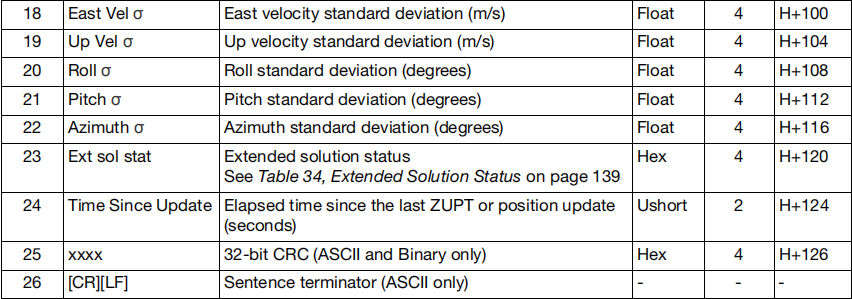 18 East Vel σ East velocity standard deviation (m/s) Float 4 H+100
19 Up Vel σ Up velocity standard deviation (m/s) Float 4 H+104
20 Roll σ Roll standard deviation (degrees) Float 4 H+108
21 Pitch σ Pitch standard deviation (degrees) Float 4 H+112
22 Azimuth σ Azimuth standard deviation (degrees) Float 4 H+116
23 Ext sol stat Extended solution status Hex 4 H+120
See Table 34, Extended Solution Status on page 139
24 Time Since Update Elapsed time since the last ZUPT or position update Ushort 2 H+124
(seconds)
25 xxxx 32-bit CRC (ASCII and Binary only) Hex 4 H+126
26 [CR][LF] Sentence terminator (ASCII only) - - -